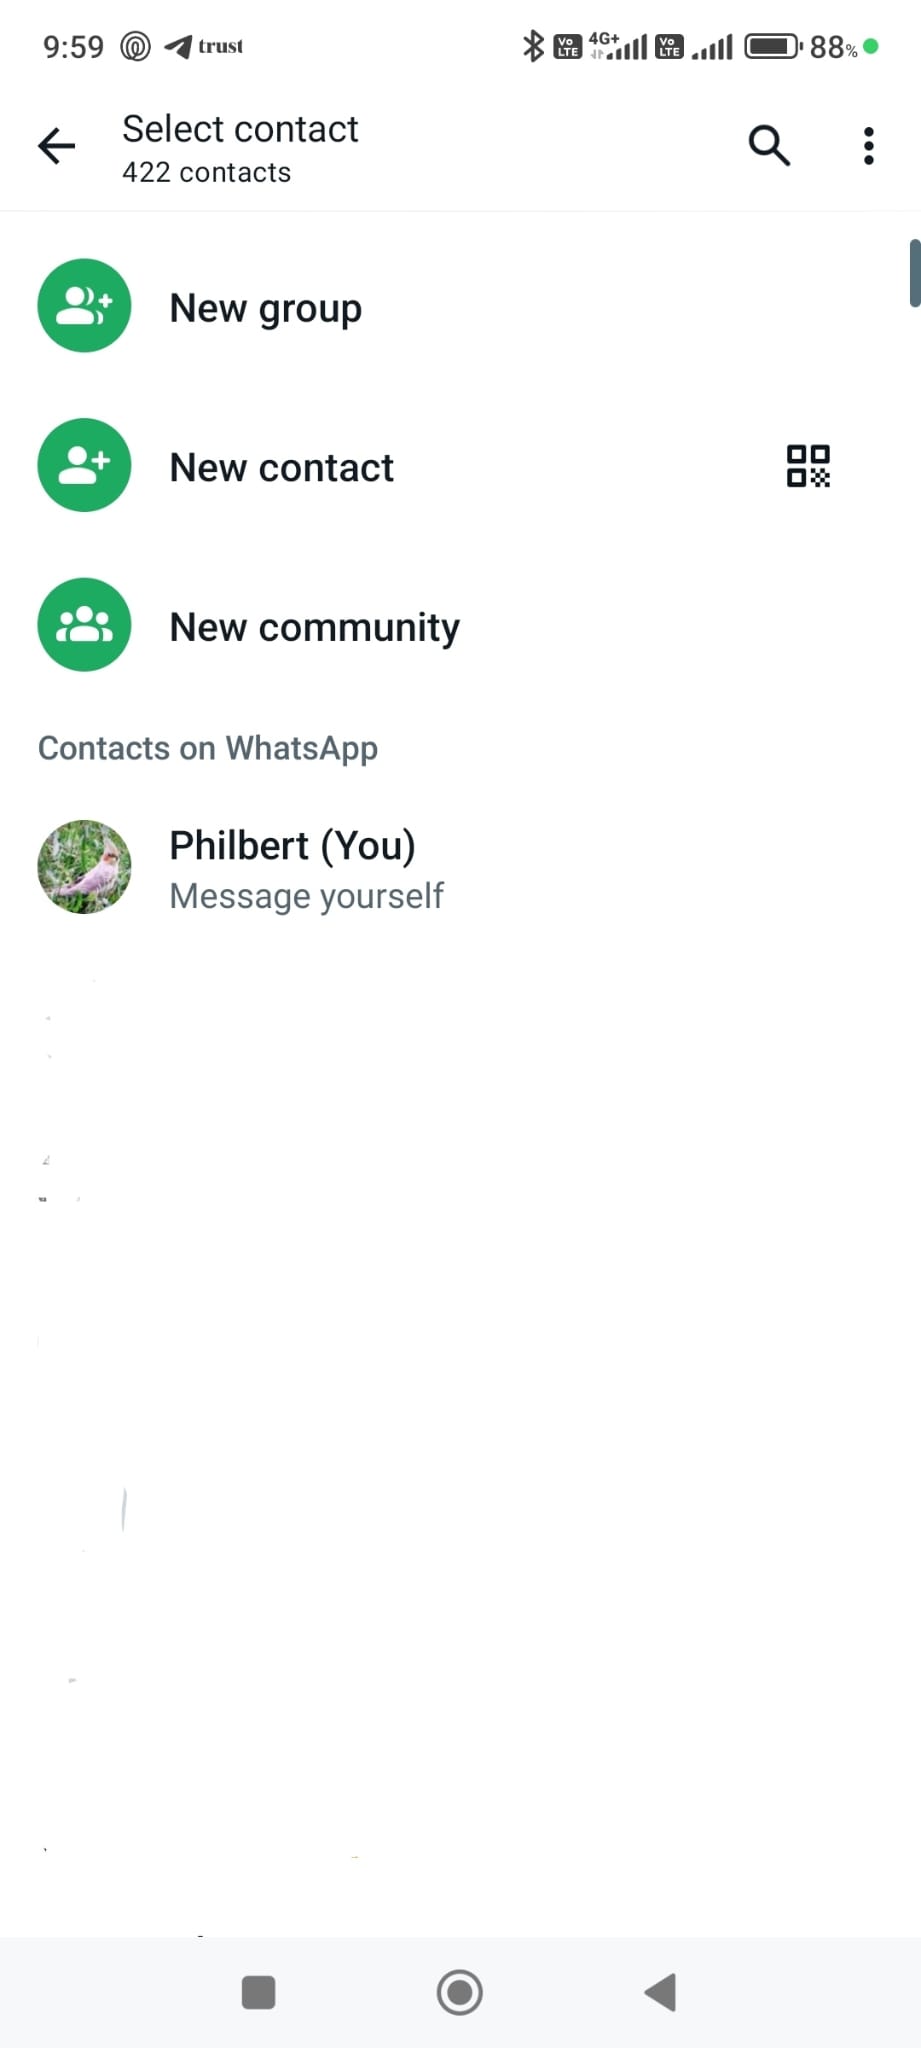 9:59 trust Vo LTE 4G+ Vo LTE 88%
Select contact
422 contacts
New group
New contact
New community
Contacts on WhatsApp
Philbert (You)
Message yourself